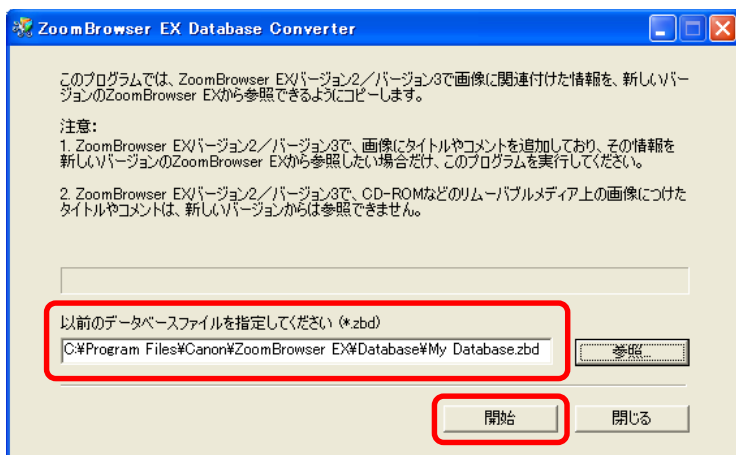 ZoomBrowser EX Database Converter
このプログラムでは、ZoomBrowser EXバージョン2／バージョン3で画像に関連付けた情報を、新しいバー
ジョンのZoomBrowser EXから参照できるようにコピーします。
注意:
1. ZoomBrowser EXバージョン2／バージョン3で、画像にタイトルやコメントを追加しており、その情報を
新しいバージョンのZoomBrowser EXから参照したい場合だけ、このプログラムを実行してください。
2. ZoomBrowser EXバージョン2／バージョン3で、CD-ROMなどのリムーバブルメディア上の画像につけた
タイトルやコメントは、新しいバージョンからは参照できません。
以前のデータベースファイルを指定してください (*.zbd)
C:¥Program Files¥Canon¥ZoomBrowser EX¥Database¥My Database.zbd
参照...
開始
閉じる